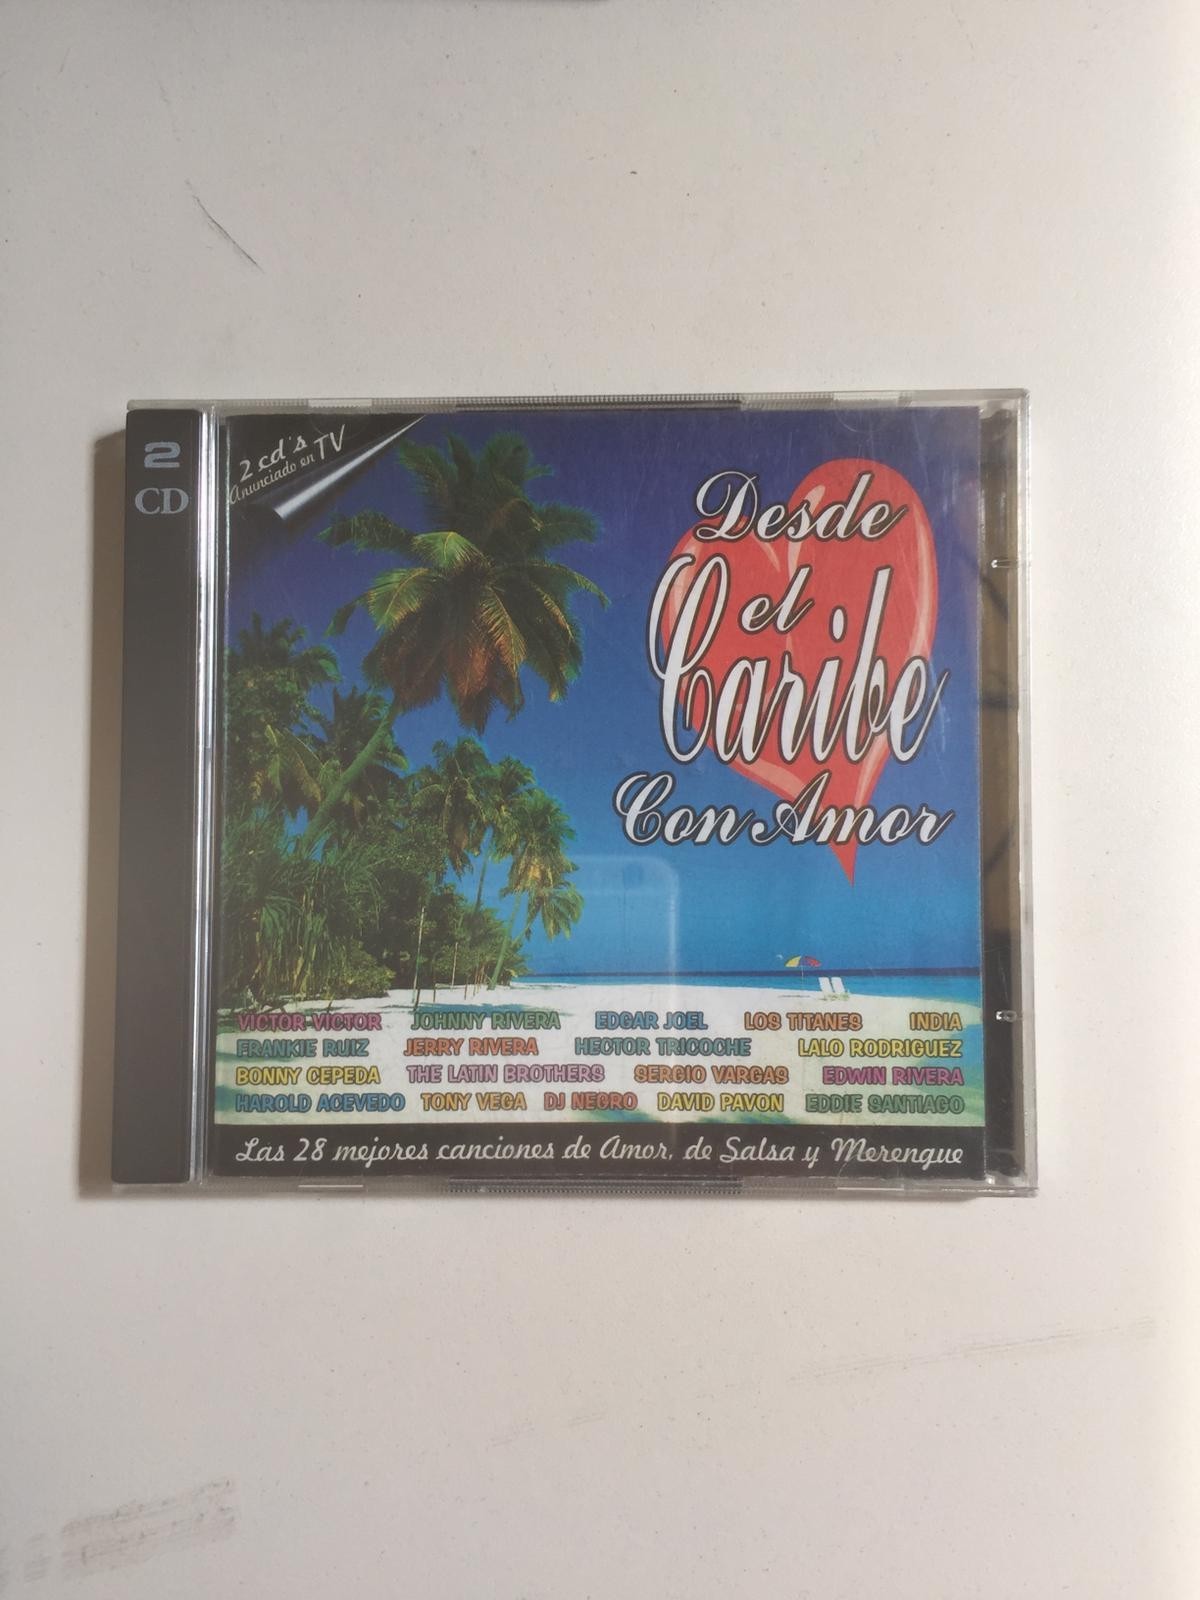 2
CD
2 cd's
Anunciado en TV
Desde
el
Caribe
Con Amor
VICTOR VICTOR JOHNNY RIVERA EDGAR JOEL LOS TITANES INDIA
FRANKIE RUIZ JERRY RIVERA HECTOR TRICOCHE LALO RODRIGUEZ
BONNY CEPEDA THE LATIN BROTHERS SERGIO VARGAS EDWIN RIVERA
HAROLD ACEVEDO TONY VEGA DJ NEGRO DAVID PAVON EDDIE SANTIAGO
Las 28 mejores canciones de Amor, de Salsa y Merengue